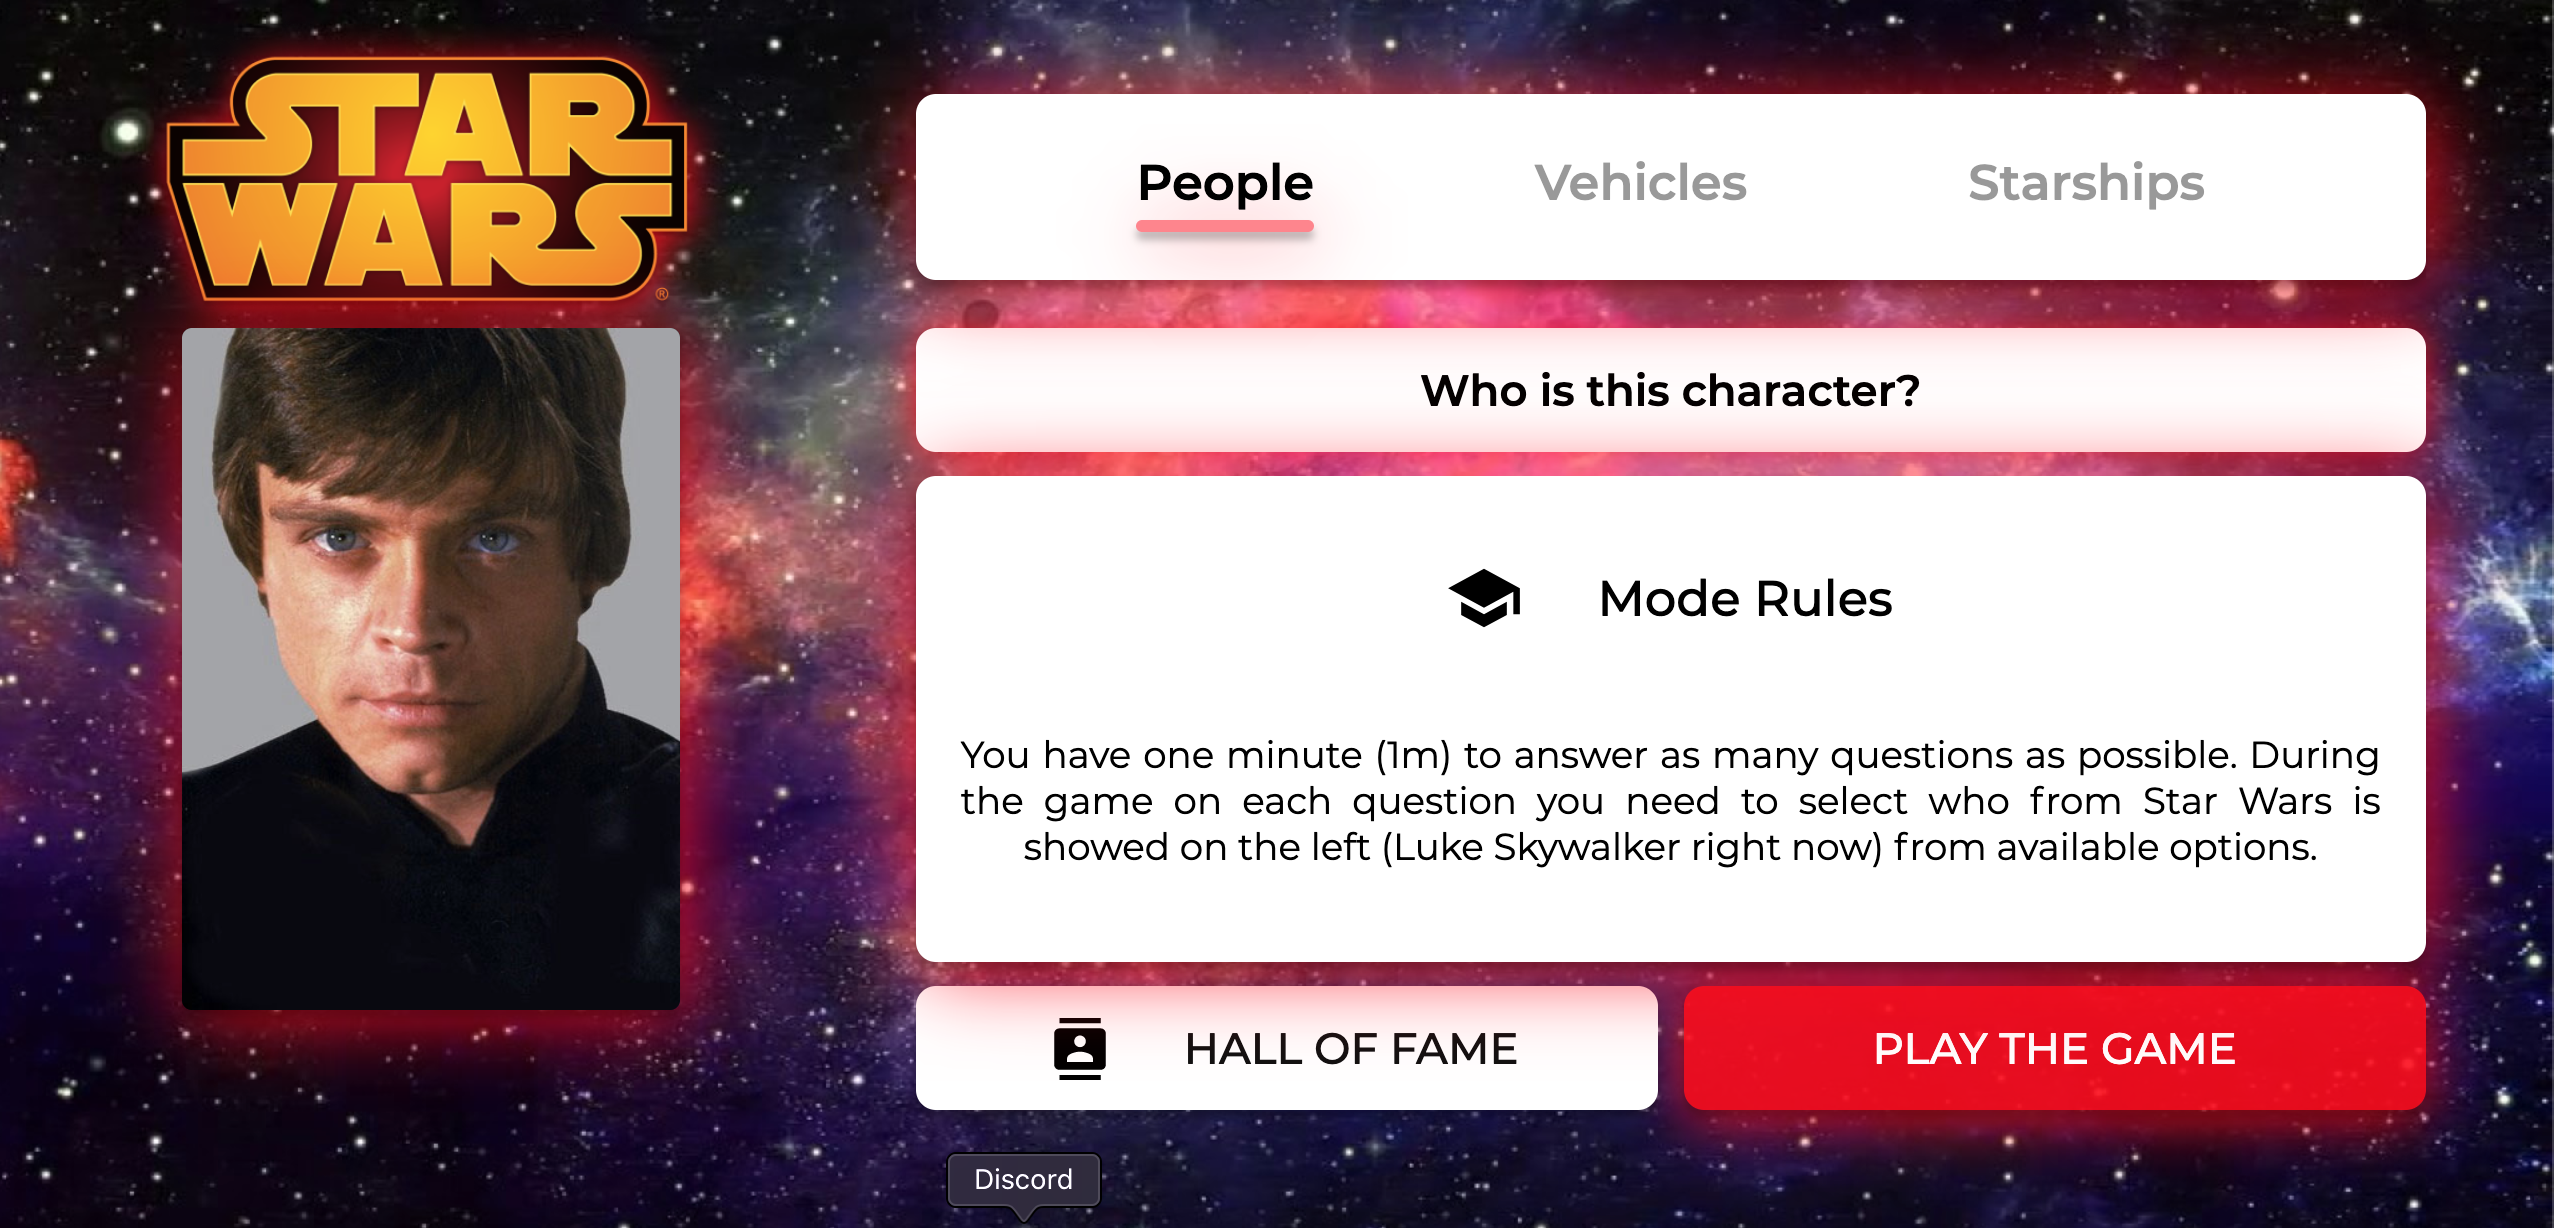 STAR
WARS
®
People
Vehicles
Starships
Who is this character?
Mode Rules
You have one minute (1m) to answer as many questions as possible. During
the game on each question you need to select who from Star Wars is
showed on the left (Luke Skywalker right now) from available options.
HALL OF FAME
PLAY THE GAME
Discord